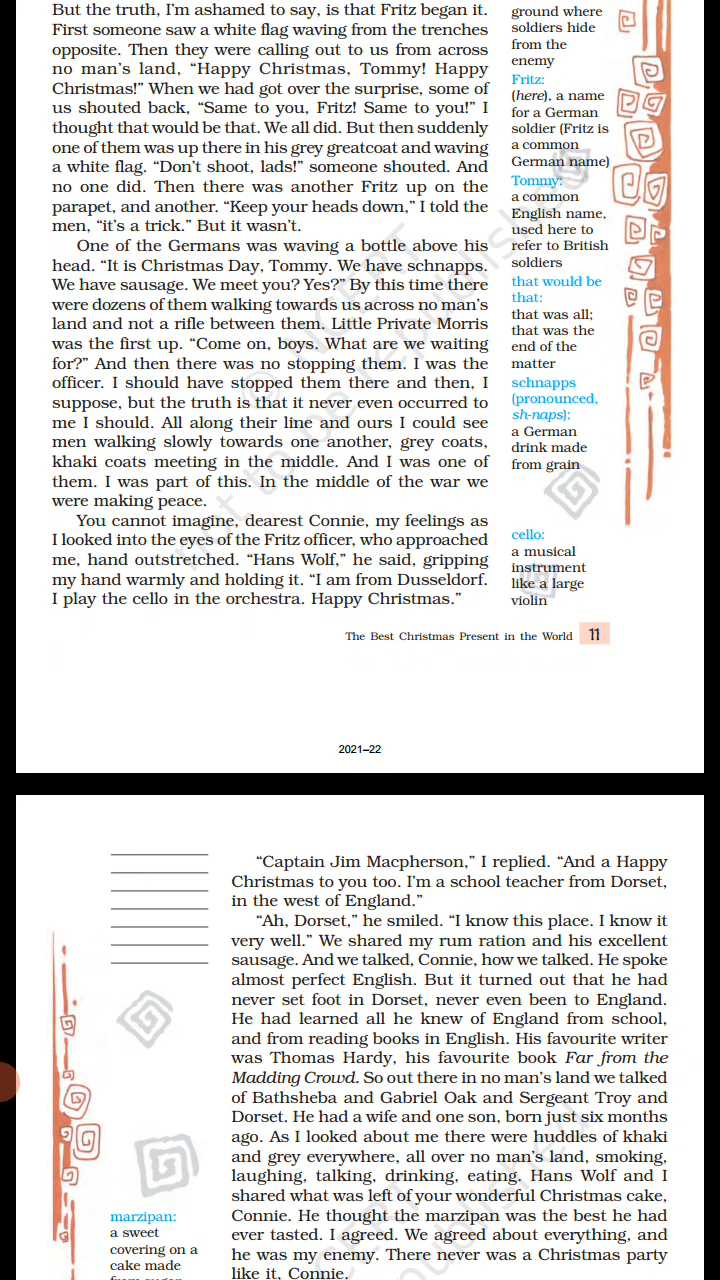 But the truth, I'm ashamed to say, is that Fritz began it.
First someone saw a white flag waving from the trenches
opposite. Then they were calling out to us from across
no man's land, “Happy Christmas, Tommy! Happy
Christmas!” When we had got over the surprise, some of
us shouted back, “Same to you, Fritz! Same to you!” I
thought that would be that. We all did. But then suddenly
one of them was up there in his grey greatcoat and waving
a white flag. “Don't shoot, lads!” someone shouted. And
no one did. Then there was another Fritz up on the
parapet, and another. “Keep your heads down,” I told the
men, “it's a trick.” But it wasn't.
One of the Germans was waving a bottle above his
head. “It is Christmas Day, Tommy. We have schnapps.
We have sausage. We meet you? Yes?” By this time there
were dozens of them walking towards us across no man's
land and not a rifle between them. Little Private Morris
was the first up. “Come on, boys. What are we waiting
for?” And then there was no stopping them. I was the
officer. I should have stopped them there and then, I
suppose, but the truth is that it never even occurred to
me I should. All along their line and ours I could see
men walking slowly towards one another, grey coats,
khaki coats meeting in the middle. And I was one of
them. I was part of this. In the middle of the war we
were making peace.
You cannot imagine, dearest Connie, my feelings as
I looked into the eyes of the Fritz officer, who approached
me, hand outstretched. “Hans Wolf,” he said, gripping
my hand warmly and holding it. “I am from Dusseldorf.
I play the cello in the orchestra. Happy Christmas.”
ground where
soldiers hide
from the
enemy
Fritz:
(here), a name
for a German
soldier (Fritz is
a common
German name)
Tommy:
a common
English name,
used here to
refer to British
soldiers
that would be
that:
that was all;
that was the
end of the
matter
schnapps
(pronounced,
sh-naps):
a German
drink made
from grain
cello:
a musical
instrument
like a large
violin
© NCERT
not to be republished
The Best Christmas Present in the World 11
2021–22
“Captain Jim Macpherson,” I replied. “And a Happy
Christmas to you too. I'm a school teacher from Dorset,
in the west of England.”
“Ah, Dorset,” he smiled. “I know this place. I know it
very well.” We shared my rum ration and his excellent
sausage. And we talked, Connie, how we talked. He spoke
almost perfect English. But it turned out that he had
never set foot in Dorset, never even been to England.
He had learned all he knew of England from school,
and from reading books in English. His favourite writer
was Thomas Hardy, his favourite book Far from the
Madding Crowd. So out there in no man's land we talked
of Bathsheba and Gabriel Oak and Sergeant Troy and
Dorset. He had a wife and one son, born just six months
ago. As I looked about me there were huddles of khaki
and grey everywhere, all over no man's land, smoking,
laughing, talking, drinking, eating. Hans Wolf and I
shared what was left of your wonderful Christmas cake,
Connie. He thought the marzipan was the best he had
ever tasted. I agreed. We agreed about everything, and
he was my enemy. There never was a Christmas party
like it, Connie.
marzipan:
a sweet
covering on a
cake made
from sugar